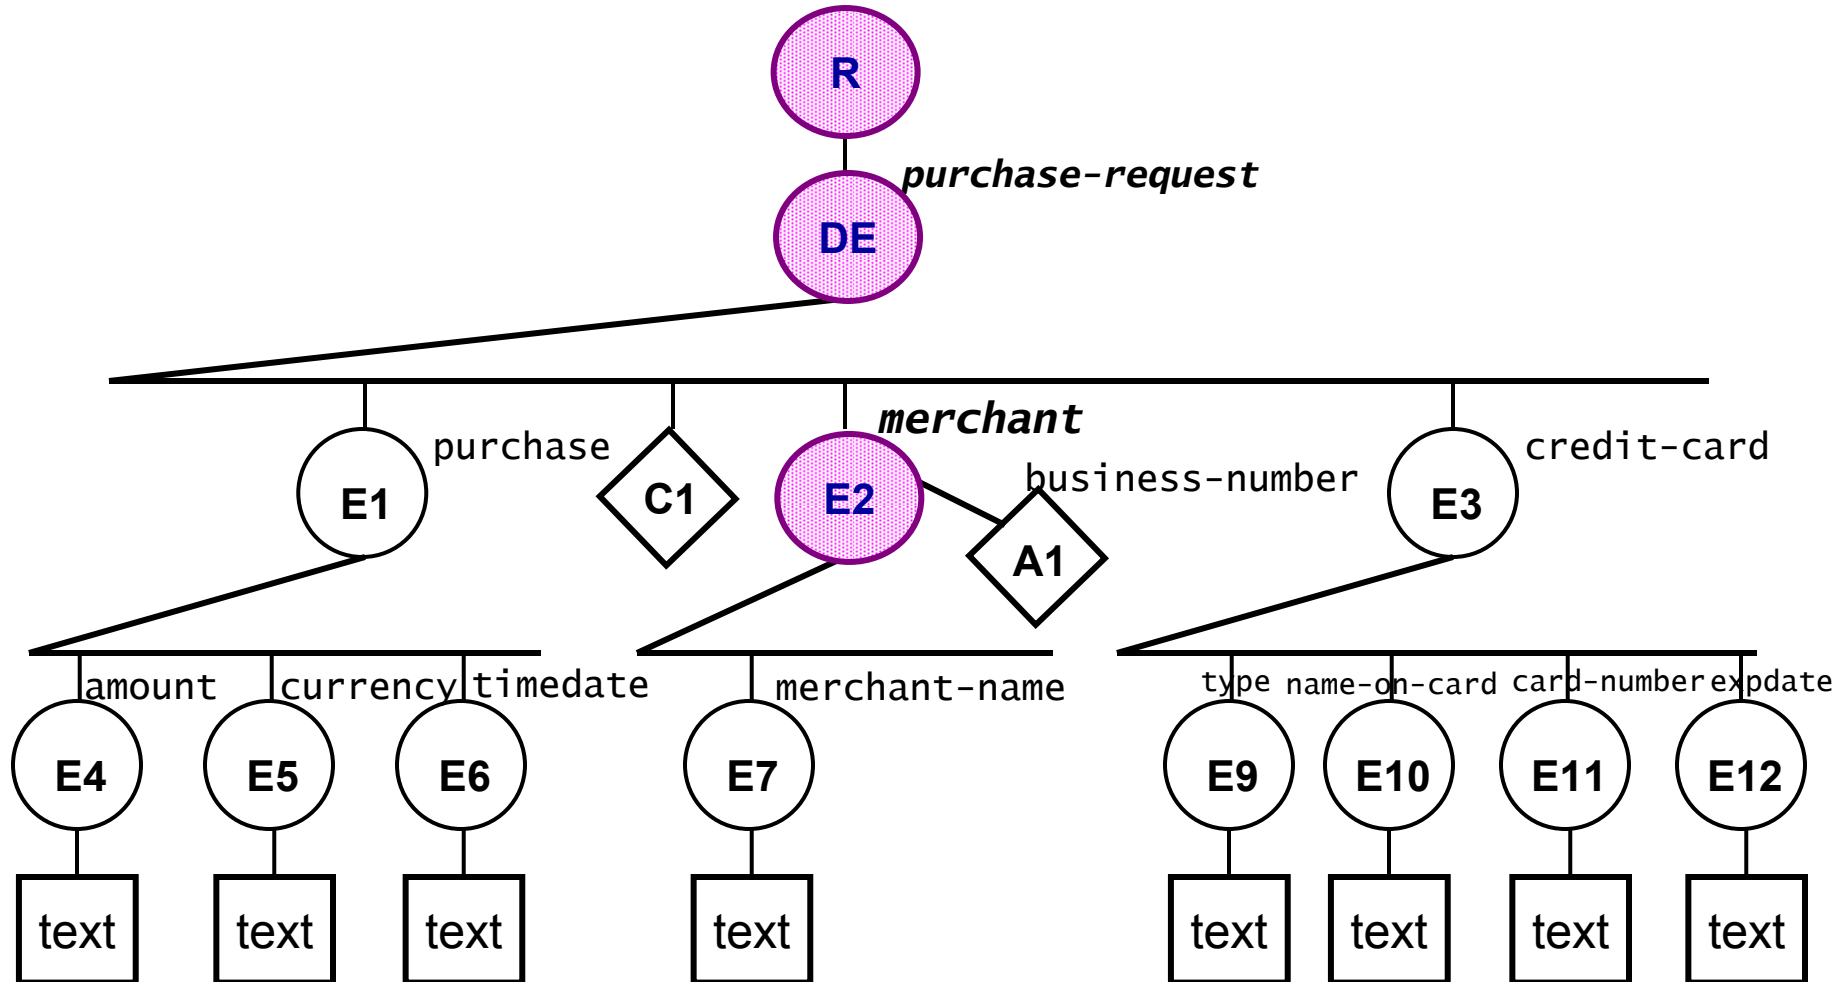 R
purchase-request
DE
merchant
purchase
business-number
credit-card
E1
C1
E2
A1
E3
amount
currency
timedate
merchant-name
type
name-on-card
card-number
expdate
E4
E5
E6
E7
E9
E10
E11
E12
text
text
text
text
text
text
text
text